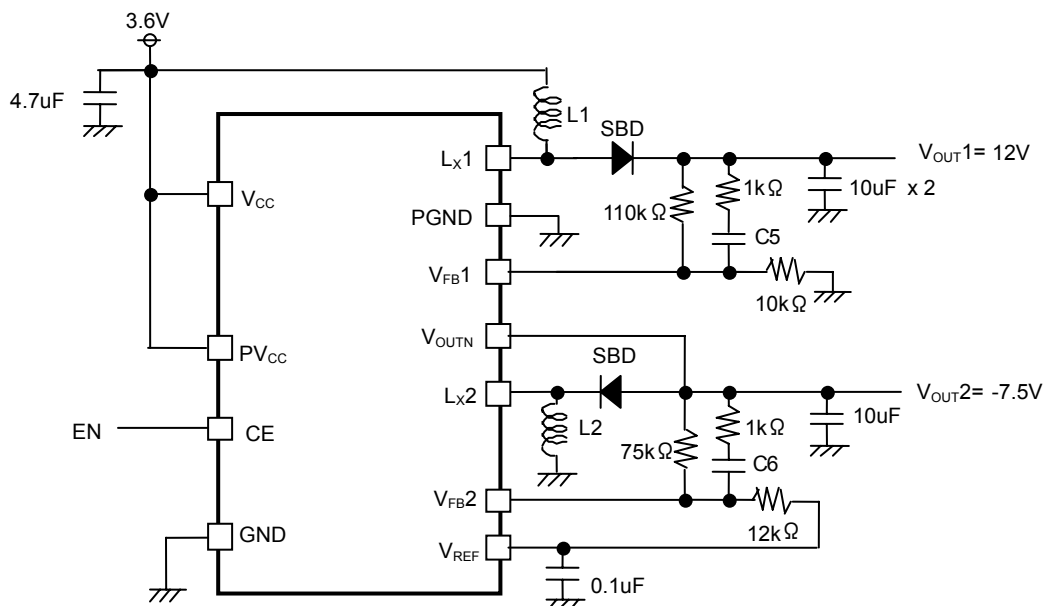 3.6V
4.7uF
L1
SBD
LX1
VOUT1= 12V
VCC
1kΩ
10uF x 2
110kΩ
PGND
C5
VFB1
10kΩ
VOUTN
SBD
PVCC
LX2
VOUT2= -7.5V
EN
CE
L2
1kΩ
10uF
75kΩ
C6
VFB2
12kΩ
GND
VREF
0.1uF